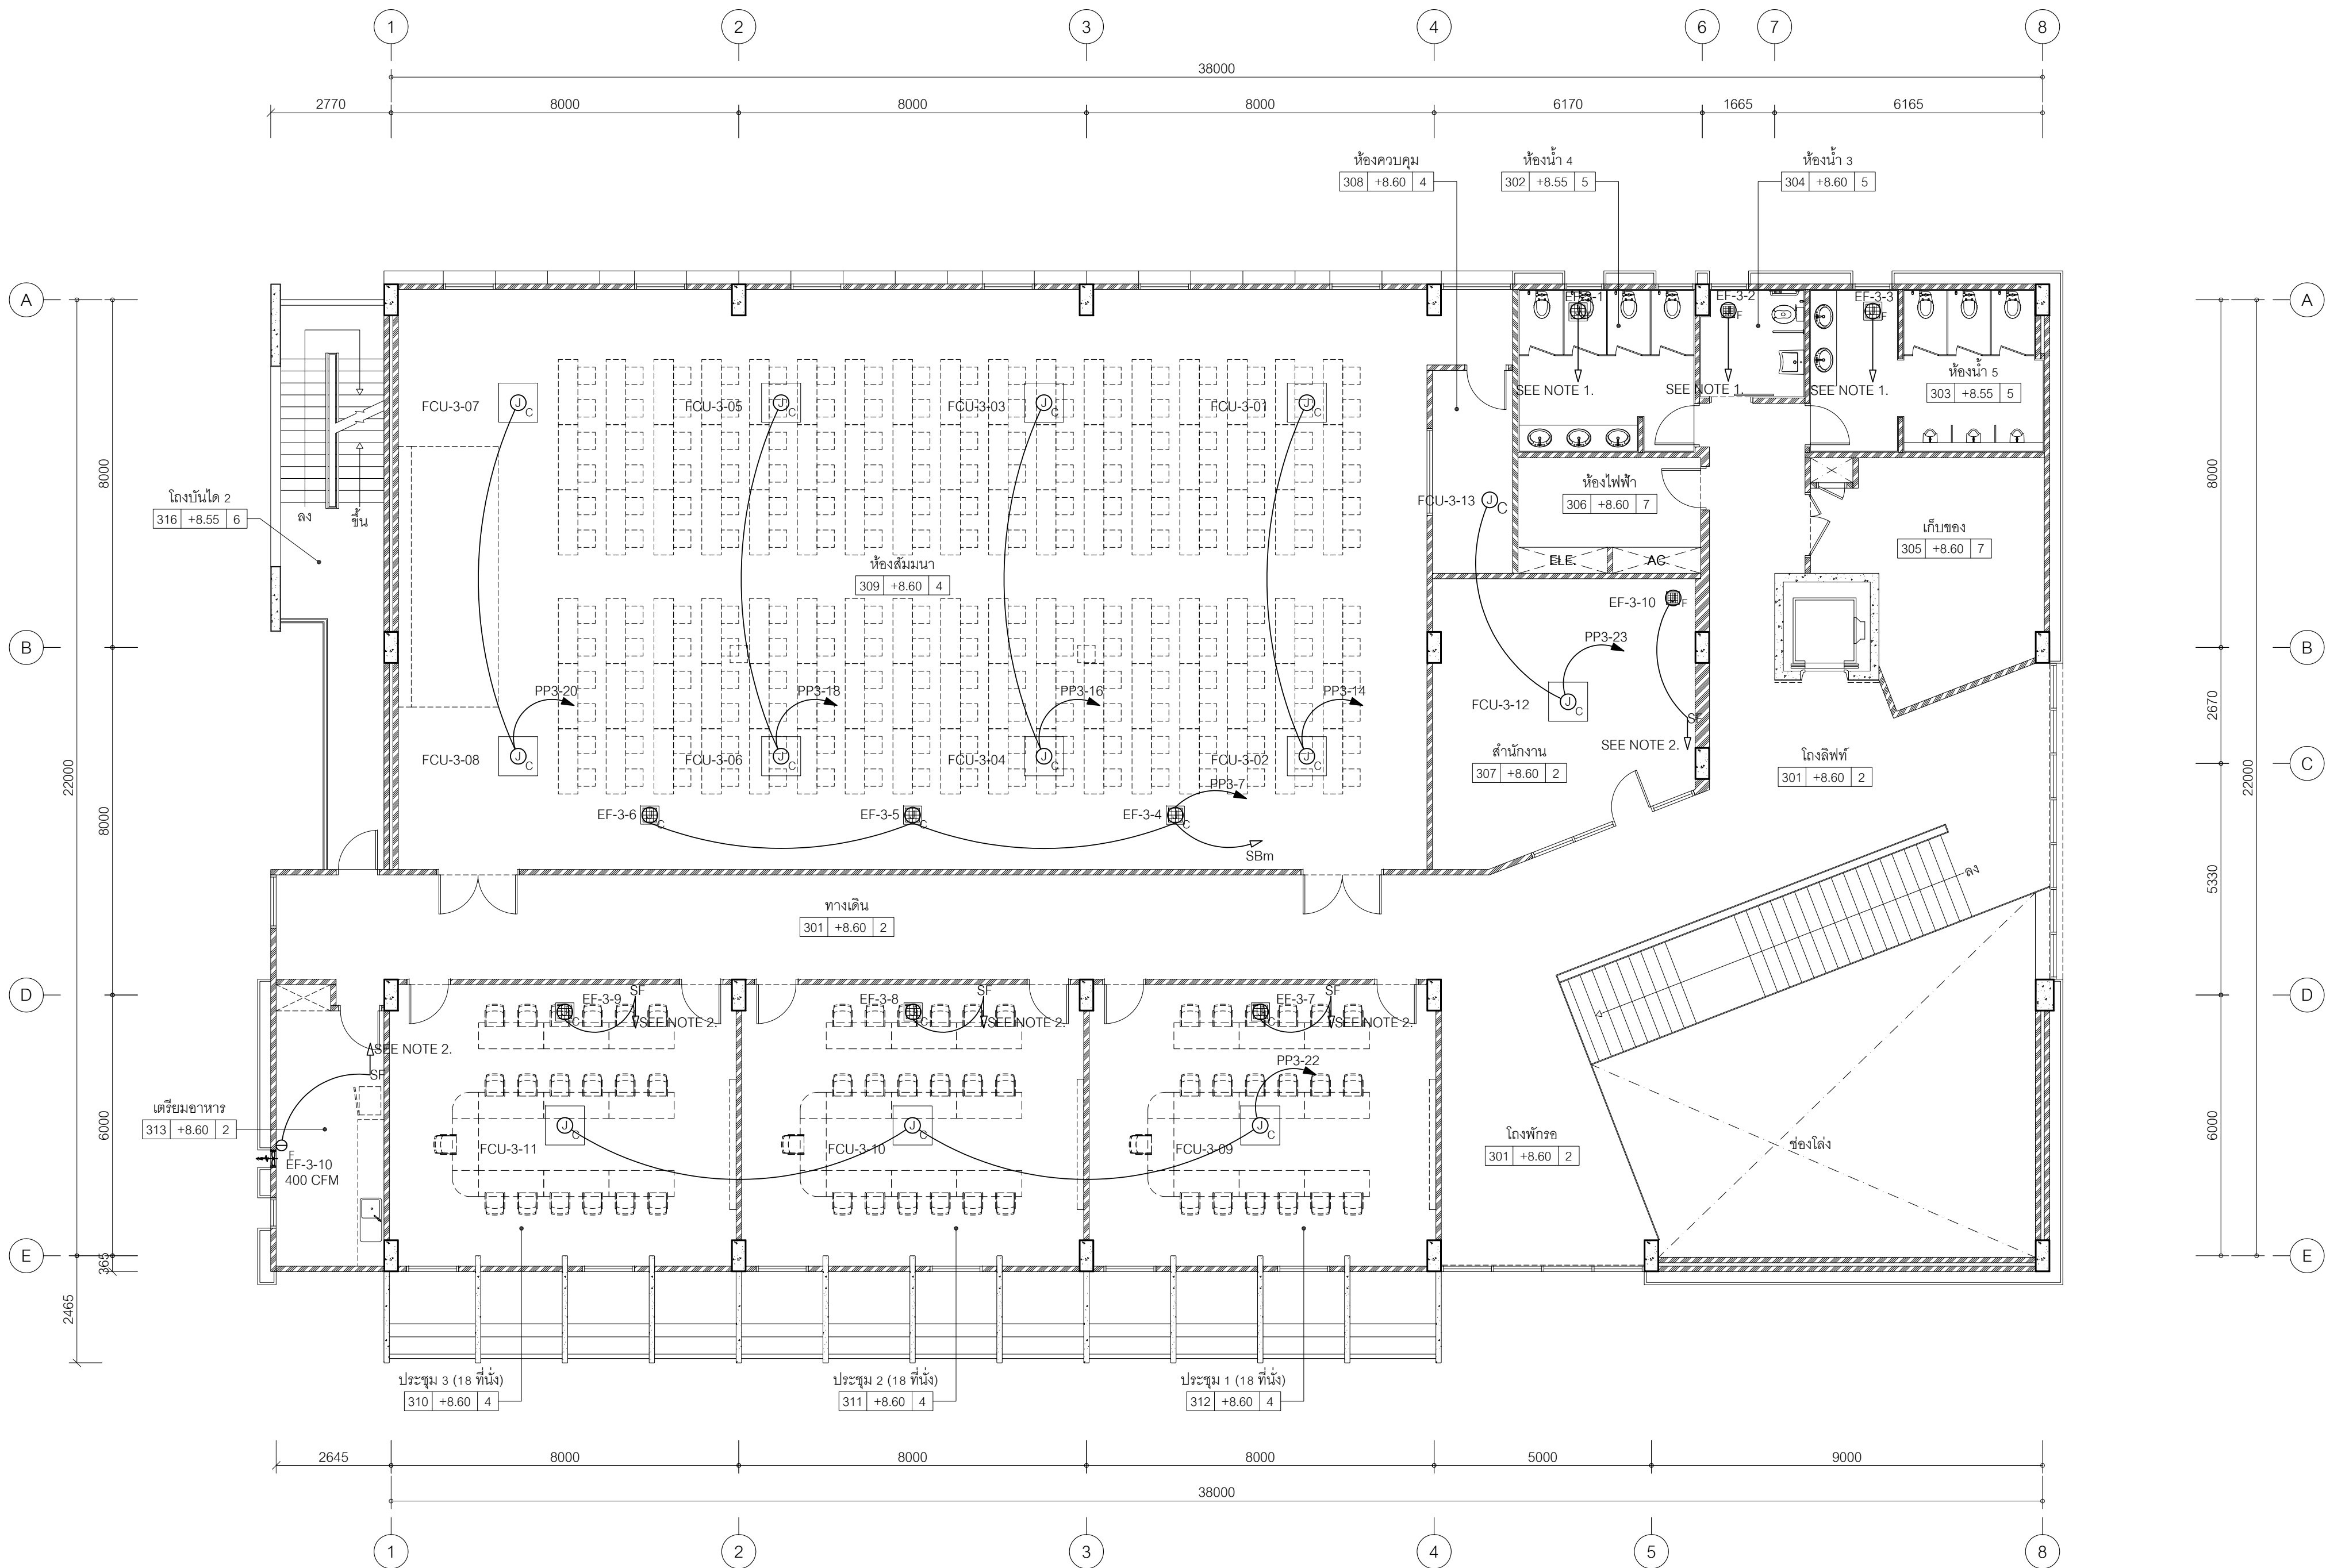 1 2 3 4 6 7 8
38000
2770 8000 8000 8000 6170 1665 6165
ห้องควบคุม
308 +8.60 4
ห้องน้ำ 4
302 +8.55 5
ห้องน้ำ 3
304 +8.60 5
A
A
EF-3-1
EF-3-2
EF-3-3
SEE NOTE 1.
SEE NOTE 1.
SEE NOTE 1.
ห้องน้ำ 5
303 +8.55 5
FCU-3-07
J C
FCU-3-05
J C
FCU-3-03
J C
FCU-3-01
J C
8000
8000
โถงบันได 2
316 +8.55 6
ลง
ขึ้น
FCU-3-13
J C
ห้องไฟฟ้า
306 +8.60 7
ELE.
AC
เก็บของ
305 +8.60 7
ห้องสัมมนา
309 +8.60 4
EF-3-10
F
B
B
PP3-23
PP3-20
PP3-18
PP3-16
PP3-14
FCU-3-12
J C
SF
SEE NOTE 2.
2670
FCU-3-08
J C
FCU-3-06
J C
FCU-3-04
J C
FCU-3-02
J C
สำนักงาน
307 +8.60 2
โถงลิฟท์
301 +8.60 2
C
22000
22000
PP3-7
EF-3-6
C
EF-3-5
C
EF-3-4
C
SBm
8000
5330
ลง
ทางเดิน
301 +8.60 2
D
D
EF-3-9
SF
SEE NOTE 2.
C
EF-3-8
SF
SEE NOTE 2.
C
EF-3-7
SF
SEE NOTE 2.
C
SEE NOTE 2.
SF
PP3-22
เตรียมอาหาร
313 +8.60 2
6000
6000
F
EF-3-10
400 CFM
FCU-3-11
J C
FCU-3-10
J C
FCU-3-09
J C
โถงพักรอ
301 +8.60 2
ช่องโล่ง
E
E
365
2465
ประชุม 3 (18 ที่นั่ง)
310 +8.60 4
ประชุม 2 (18 ที่นั่ง)
311 +8.60 4
ประชุม 1 (18 ที่นั่ง)
312 +8.60 4
2645 8000 8000 8000 5000 9000
38000
1 2 3 4 5 8